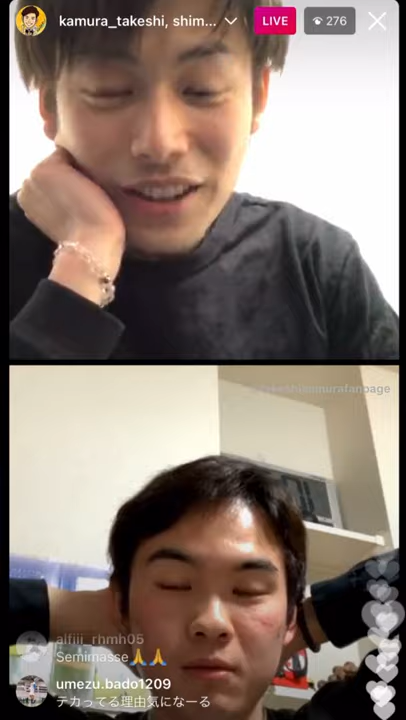 kamura_takeshi, shim...
LIVE
276
alfiii_rhmh05
Semimasse🙏🙏
umezu.bado1209
テカってる理由気になーる